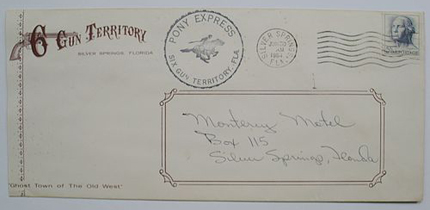 6 GUN TERRITORY
SILVER SPRINGS, FLORIDA
PONY EXPRESS
SIX GUN TERRITORY, FLA
SILVER SPRINGS
FLA.
Monterey Motel
Box 115
Silver Springs, Florida
"Ghost Town of The Old West"